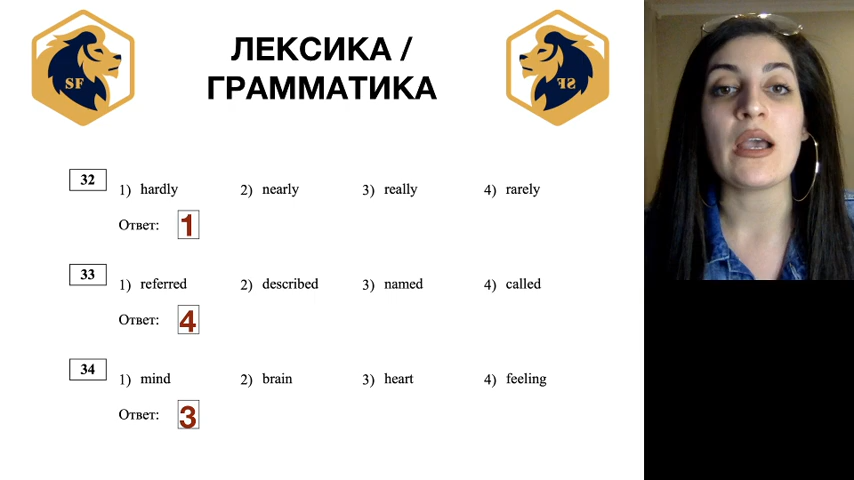 ЛЕКСИКА /
ГРАММАТИКА
SF
SF
32
1) hardly 2) nearly 3) really 4) rarely
Ответ: 1
33
1) referred 2) described 3) named 4) called
Ответ: 4
34
1) mind 2) brain 3) heart 4) feeling
Ответ: 3